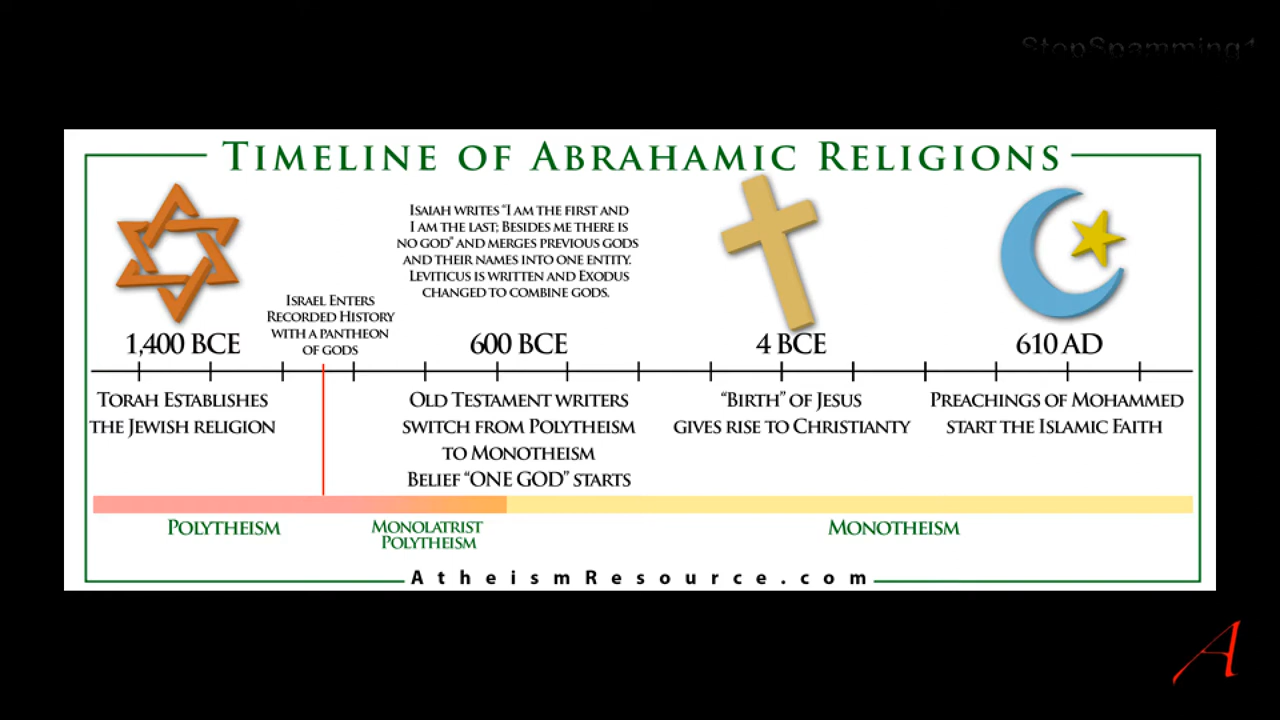 StopSpamming1
TIMELINE OF ABRAHAMIC RELIGIONS
ISAIAH WRITES "I AM THE FIRST AND
I AM THE LAST; BESIDES ME THERE IS
NO GOD" AND MERGES PREVIOUS GODS
AND THEIR NAMES INTO ONE ENTITY.
LEVITICUS IS WRITTEN AND EXODUS
CHANGED TO COMBINE GODS.
ISRAEL ENTERS
RECORDED HISTORY
WITH A PANTHEON
OF GODS
1,400 BCE
600 BCE
4 BCE
610 AD
TORAH ESTABLISHES
THE JEWISH RELIGION
OLD TESTAMENT WRITERS
SWITCH FROM POLYTHEISM
TO MONOTHEISM
BELIEF "ONE GOD" STARTS
"BIRTH" OF JESUS
GIVES RISE TO CHRISTIANTY
PREACHINGS OF MOHAMMED
START THE ISLAMIC FAITH
POLYTHEISM
MONOLATRIST
POLYTHEISM
MONOTHEISM
AtheismResource.com
A